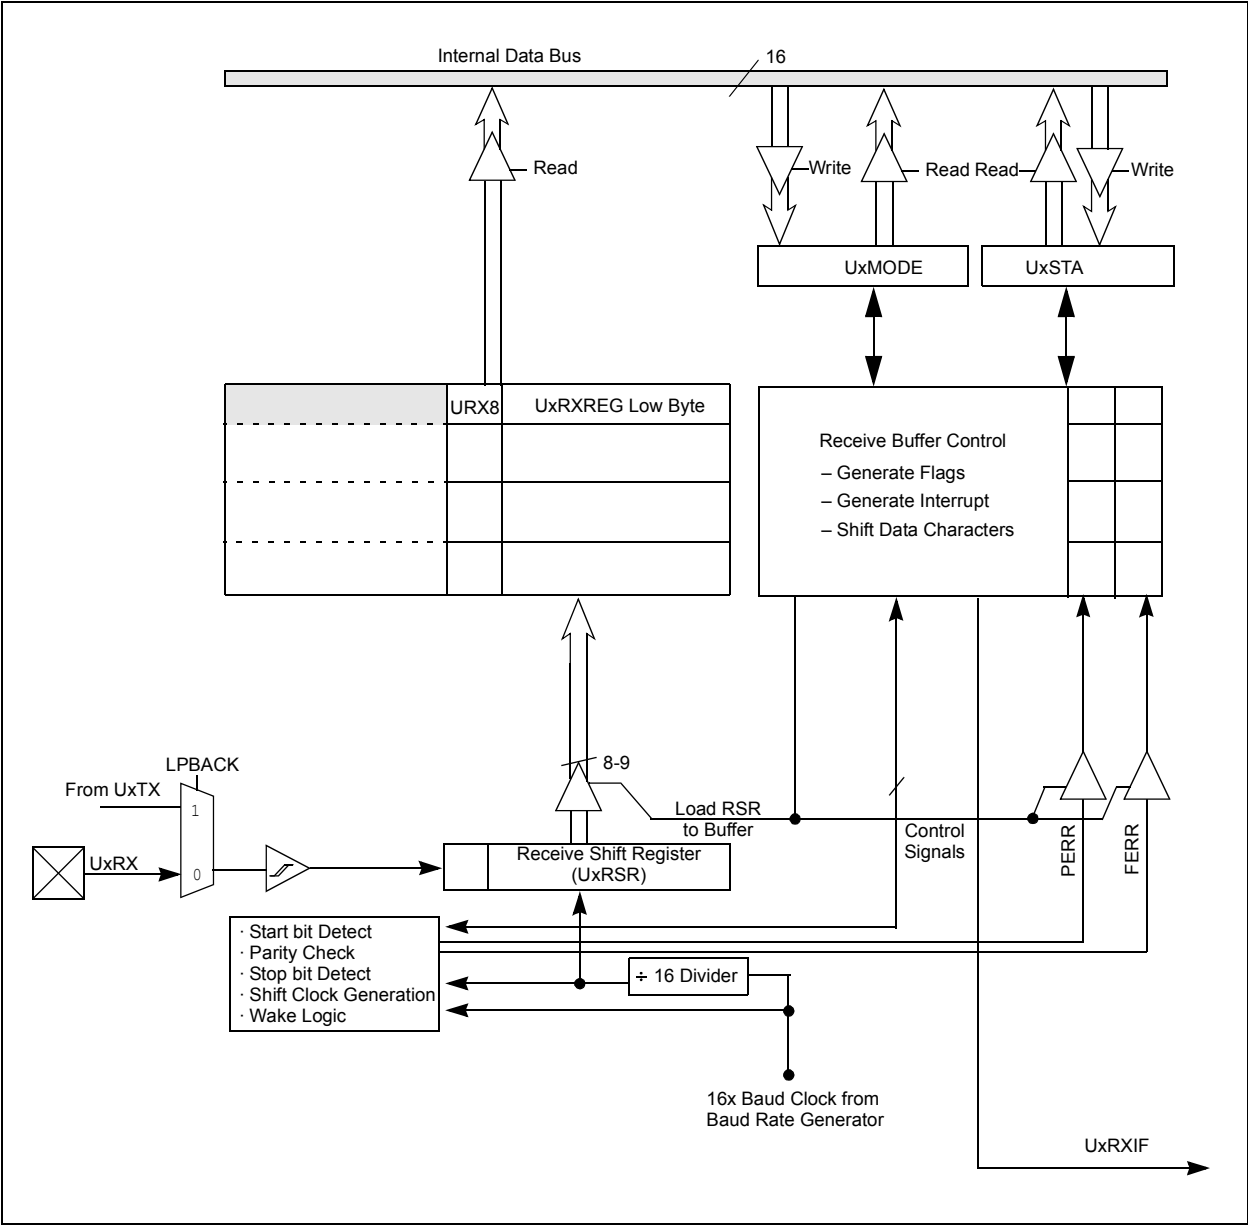 Internal Data Bus
16
Read
Write
Read Read
Write
UxMODE
UxSTA
URX8
UxRXREG Low Byte
Receive Buffer Control
– Generate Flags
– Generate Interrupt
– Shift Data Characters
LPBACK
From UxTX
1
8-9
Load RSR
to Buffer
Control
Signals
PERR
FERR
UxRX
0
Receive Shift Register
(UxRSR)
· Start bit Detect
· Parity Check
· Stop bit Detect
· Shift Clock Generation
· Wake Logic
÷ 16 Divider
16x Baud Clock from
Baud Rate Generator
UxRXIF